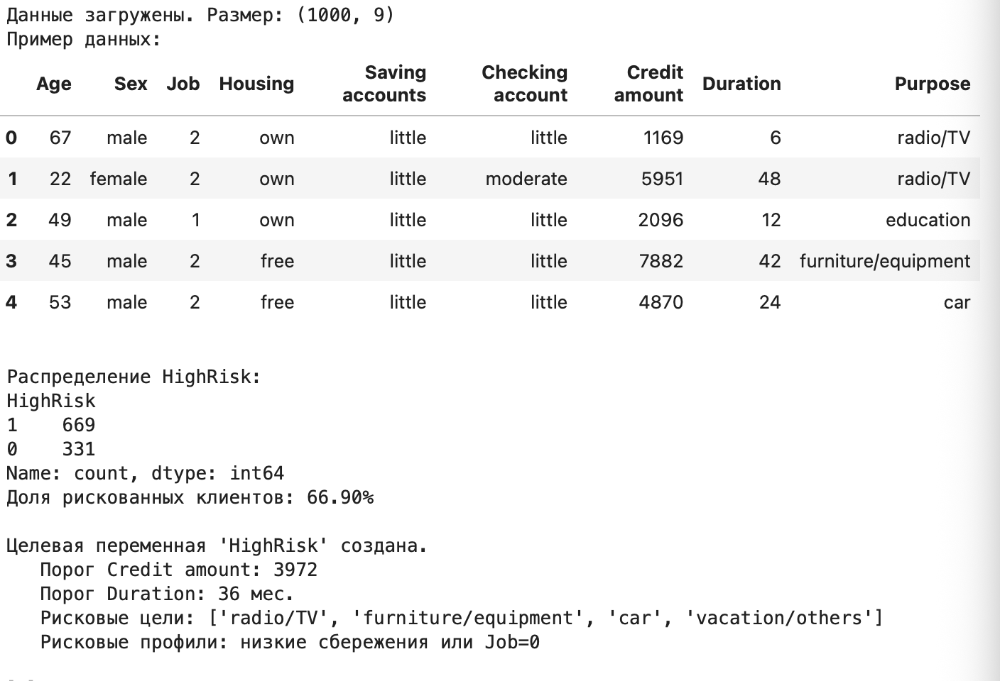 Данные загружены. Размер: (1000, 9)
Пример данных:
Age Sex Job Housing Saving accounts Checking account Credit amount Duration Purpose
0 67 male 2 own little little 1169 6 radio/TV
1 22 female 2 own little moderate 5951 48 radio/TV
2 49 male 1 own little little 2096 12 education
3 45 male 2 free little little 7882 42 furniture/equipment
4 53 male 2 free little little 4870 24 car
Распределение HighRisk:
HighRisk
1    669
0    331
Name: count, dtype: int64
Доля рискованных клиентов: 66.90%
Целевая переменная 'HighRisk' создана.
   Порог Credit amount: 3972
   Порог Duration: 36 мес.
   Рисковые цели: ['radio/TV', 'furniture/equipment', 'car', 'vacation/others']
   Рисковые профили: низкие сбережения или Job=0